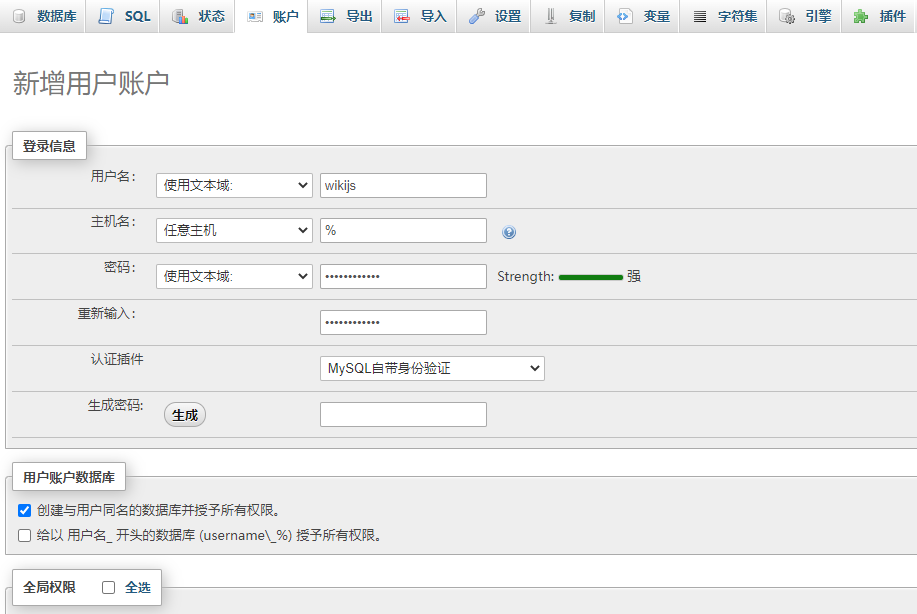 数据库 SQL 状态 账户 导出 导入 设置 复制 变量 字符集 引擎 插件
新增用户账户
登录信息
用户名： 使用文本域: wikijs
主机名： 任意主机 %
密码： 使用文本域: •••••••••••• Strength: 强
重新输入： ••••••••••••
认证插件 MySQL自带身份验证
生成密码: 生成
用户账户数据库
创建与用户同名的数据库并授予所有权限。
给以 用户名_ 开头的数据库 (username\_%) 授予所有权限。
全局权限 全选